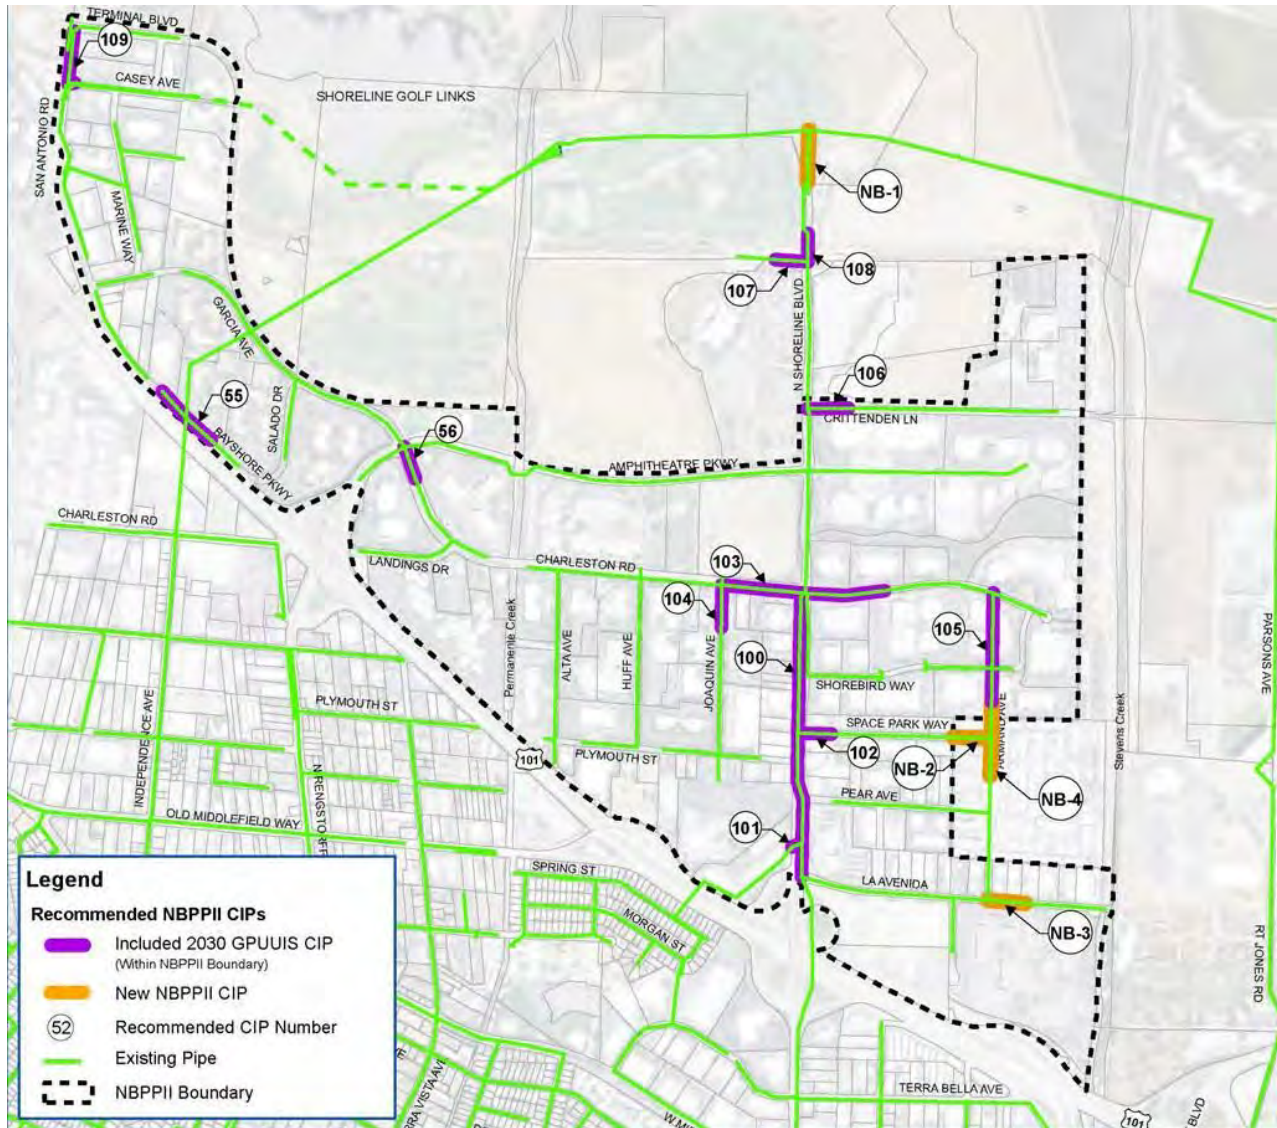 TERMINAL BLVD
109
CASEY AVE
SHORELINE GOLF LINKS
SAN ANTONIO RD
MARINE WAY
NB-1
108
107
N SHORELINE BLVD
GARCIA AVE
106
CRITTENDEN LN
55
SALADO DR
56
BAYSHORE PKWY
AMPHITHEATRE PKWY
CHARLESTON RD
LANDINGS DR
CHARLESTON RD
103
104
105
Permanente Creek
ALTA AVE
HUFF AVE
JOAQUIN AVE
100
SHOREBIRD WAY
PARSONS AVE
INDEPENDENCE AVE
PLYMOUTH ST
SPACE PARK WAY
ARMAND AVE
Stevens Creek
101
PLYMOUTH ST
102
NB-2
NB-4
PEAR AVE
N RENGSTORFF
OLD MIDDLEFIELD WAY
101
SPRING ST
LA AVENIDA
MORGAN ST
NB-3
RT JONES RD
TERRA BELLA AVE
101
BLVD
Legend
Recommended NBPPII CIPs
Included 2030 GPUUIS CIP
(Within NBPPII Boundary)
New NBPPII CIP
52 Recommended CIP Number
Existing Pipe
NBPPII Boundary